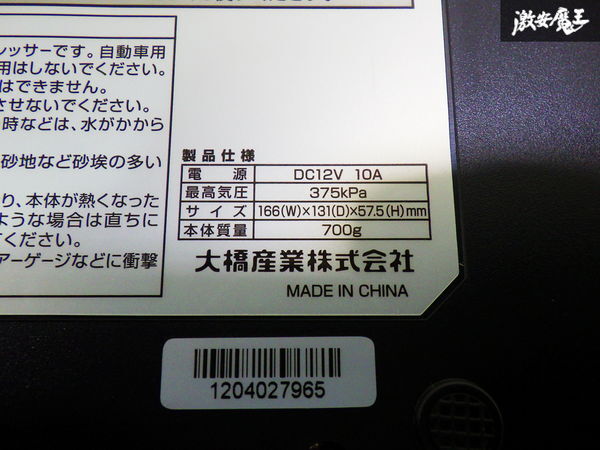 激安魔王
ッサーです。自動車用
用はしないでください。
はできません。
させないでください。
時などは、水がかから
砂地など砂埃の多い
り、本体が熱くなった
ような場合は直ちに
てください。
アーゲージなどに衝撃
製品仕様
電源 DC12V 10A
最高気圧 375kPa
サイズ 166(W)×131(D)×57.5(H)mm
本体質量 700g
大橋産業株式会社
MADE IN CHINA
1204027965